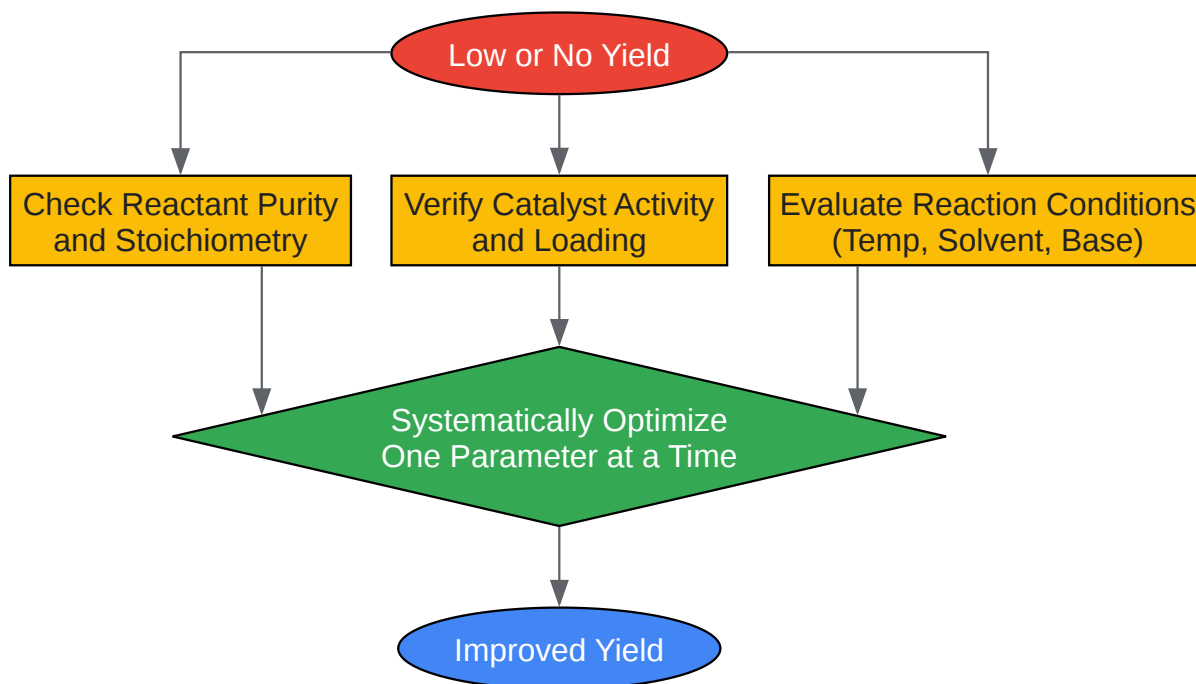 Low or No Yield
Check Reactant Purity
and Stoichiometry
Verify Catalyst Activity
and Loading
Evaluate Reaction Conditions
(Temp, Solvent, Base)
Systematically Optimize
One Parameter at a Time
Improved Yield